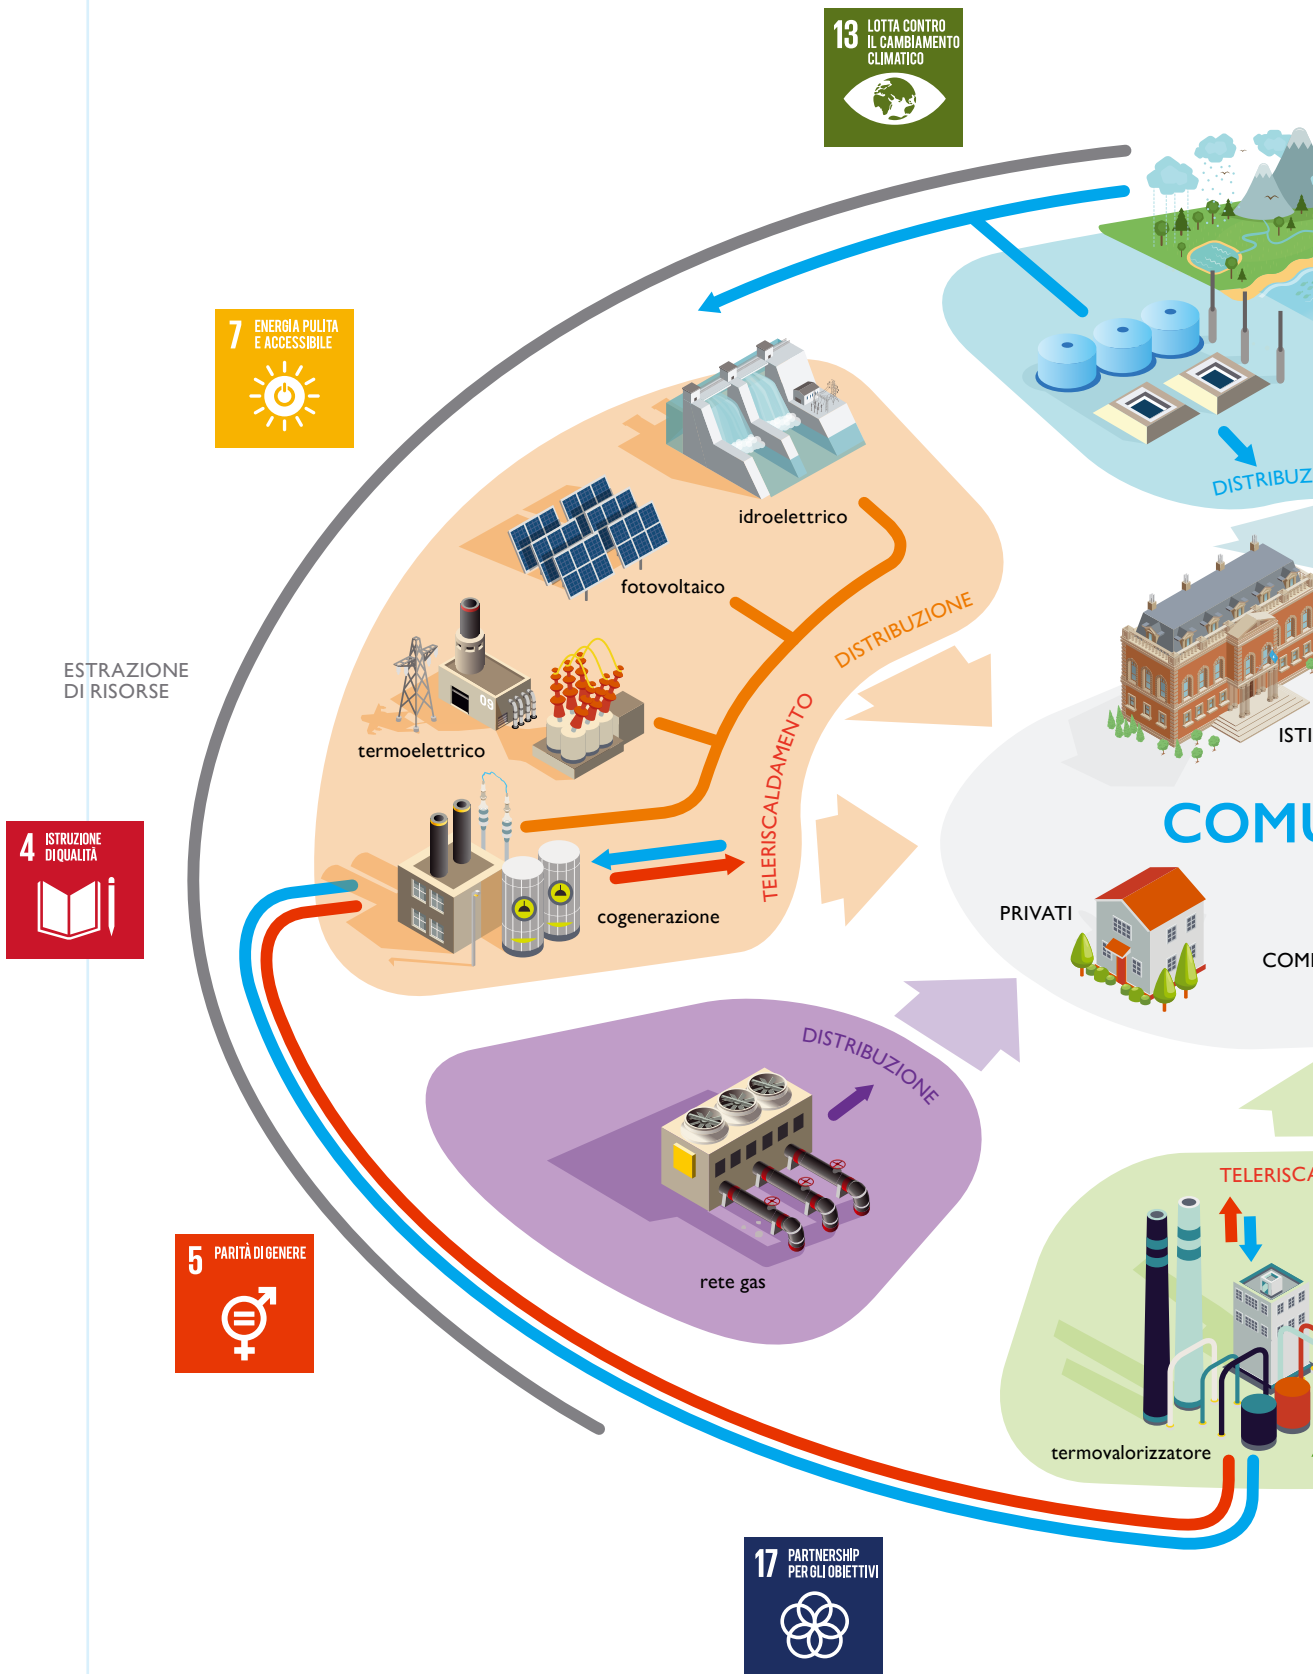 13 LOTTA CONTRO
IL CAMBIAMENTO
CLIMATICO
7 ENERGIA PULITA
E ACCESSIBILE
DISTRIBUZ
idroelettrico
fotovoltaico
DISTRIBUZIONE
ESTRAZIONE
DI RISORSE
termoelettrico
TELERISCALDAMENTO
ISTI
COMU
4 ISTRUZIONE
DI QUALITÀ
09
PRIVATI
cogenerazione
COM
DISTRIBUZIONE
TELERISCA
5 PARITÀ DI GENERE
rete gas
termovalorizzatore
17 PARTNERSHIP
PER GLI OBIETTIVI